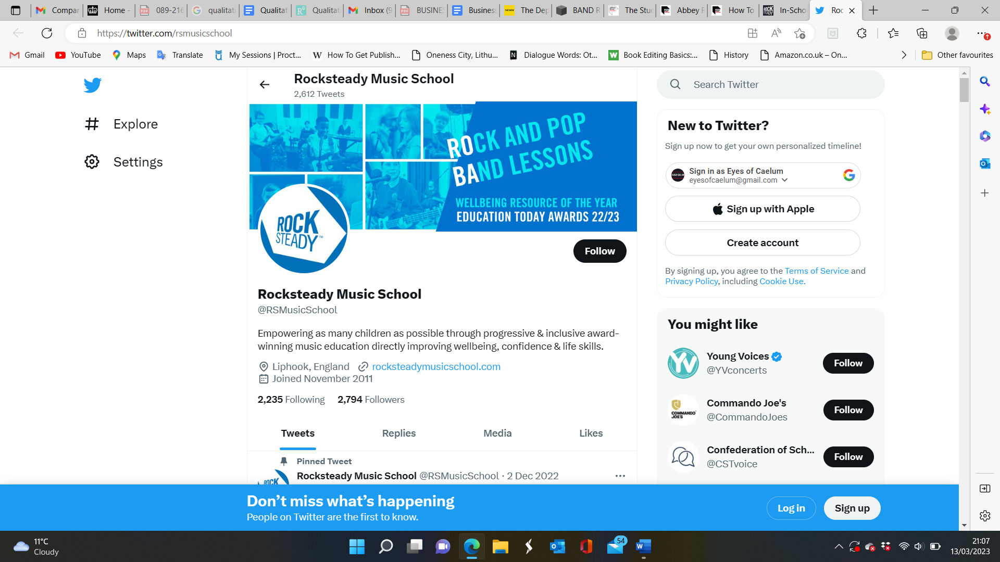 Compar
Home -
089-216
qualitati
Qualitat
Qualitat
Inbox (9
BUSINES
Business
The Dep
BAND R
The Stu
Abbey R
How To
In-Scho
Roc
https://twitter.com/rsmusicschool
Gmail
YouTube
Maps
Translate
My Sessions | Proct...
How To Get Publish...
Oneness City, Lithu...
Dialogue Words: Ot...
Book Editing Basics:...
History
Amazon.co.uk – On...
Other favourites
Explore
Settings
Rocksteady Music School
2,612 Tweets
ROCK AND POP
BAND LESSONS
WELLBEING RESOURCE OF THE YEAR
EDUCATION TODAY AWARDS 22/23
ROCK
STEADY™
Follow
Rocksteady Music School
@RSMusicSchool
Empowering as many children as possible through progressive & inclusive award-
winning music education directly improving wellbeing, confidence & life skills.
Liphook, England rocksteadymusicschool.com
Joined November 2011
2,235 Following 2,794 Followers
Tweets Replies Media Likes
Pinned Tweet
Rocksteady Music School @RSMusicSchool · 2 Dec 2022
ROCK
Search Twitter
New to Twitter?
Sign up now to get your own personalized timeline!
Sign in as Eyes of Caelum
eyesofcaelum@gmail.com
Sign up with Apple
Create account
By signing up, you agree to the Terms of Service and
Privacy Policy, including Cookie Use.
You might like
YV
Young Voices
@YVconcerts
Follow
COMMANDO
JOE'S
Commando Joe's
@CommandoJoes
Follow
Confederation of Sch...
@CSTvoice
Follow
Don't miss what's happening
People on Twitter are the first to know.
Log in
Sign up
11°C
Cloudy
54
21:07
13/03/2023